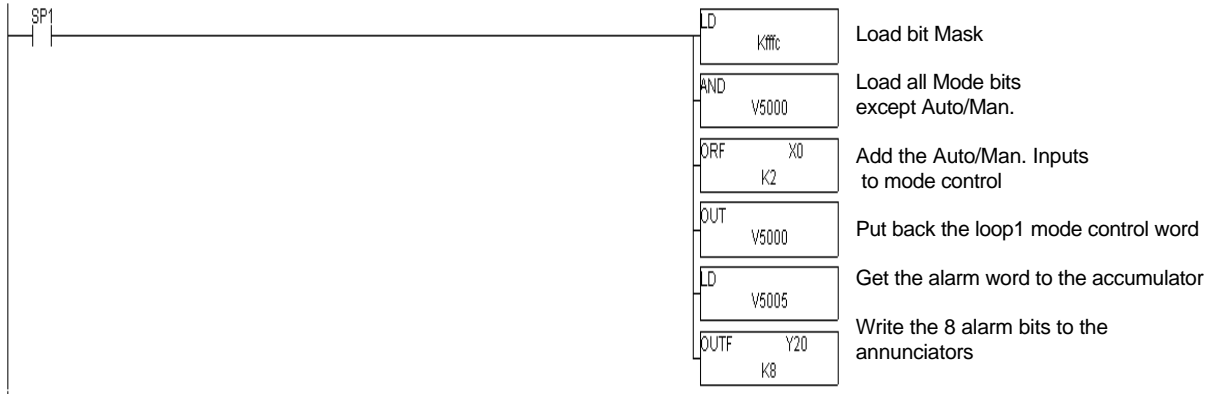 SP1
LD
Kfffc
Load bit Mask
AND
V5000
Load all Mode bits
except Auto/Man.
ORF X0
K2
Add the Auto/Man. Inputs
to mode control
OUT
V5000
Put back the loop1 mode control word
LD
V5005
Get the alarm word to the accumulator
OUTF Y20
K8
Write the 8 alarm bits to the
annunciators